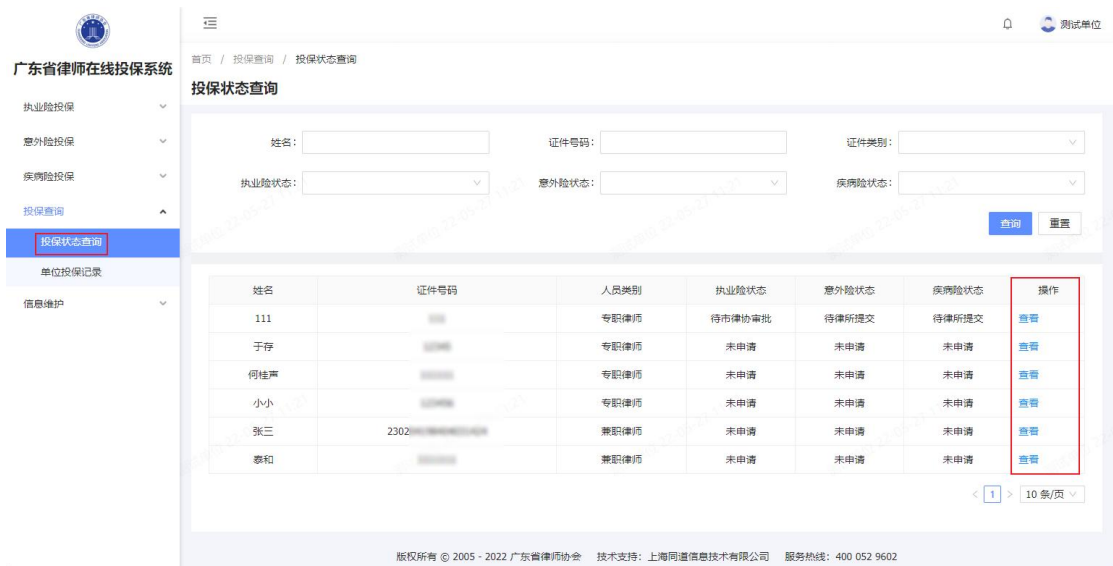 测试单位
广东省律师在线投保系统
执业险投保
意外险投保
疾病险投保
投保查询
投保状态查询
单位投保记录
信息维护
首页 / 投保查询 / 投保状态查询
投保状态查询
姓名： 证件号码： 证件类别：
执业险状态： 意外险状态： 疾病险状态：
查询 重置
姓名 证件号码 人员类别 执业险状态 意外险状态 疾病险状态 操作
111 专职律师 待市律协审批 待律所提交 待律所提交 查看
于存 专职律师 未申请 未申请 未申请 查看
何桂声 专职律师 未申请 未申请 未申请 查看
小小 专职律师 未申请 未申请 未申请 查看
张三 2302 兼职律师 未申请 未申请 未申请 查看
泰和 兼职律师 未申请 未申请 未申请 查看
< 1 > 10 条/页
版权所有 © 2005 - 2022 广东省律师协会 技术支持：上海同道信息技术有限公司 服务热线：400 052 9602